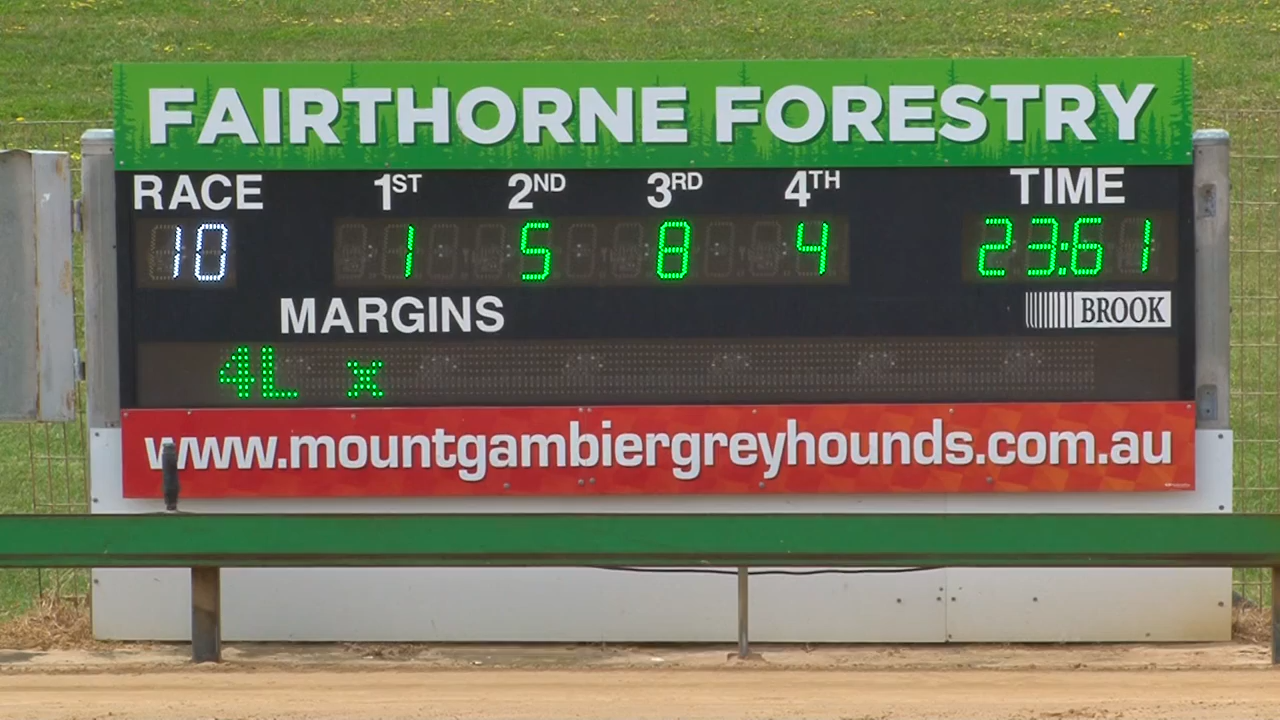 FAIRTHORNE FORESTRY
RACE 1ST 2ND 3RD 4TH TIME
10 1 5 8 4 23:61
MARGINS
BROOK
4L x
www.mountgambiergreyhounds.com.au